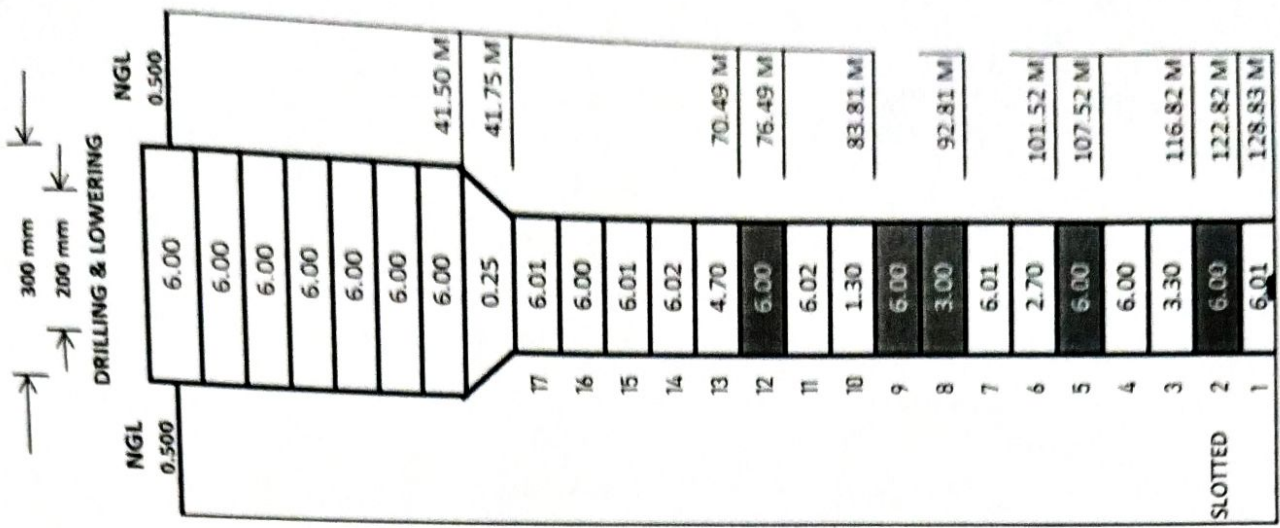 300 mm
200 mm
DRILLING & LOWERING
NGL
0.500
NGL
0.500
6.00
6.00
6.00
6.00
6.00
6.00
6.00
41.50 M
0.25
41.75 M
17 6.01
16 6.00
15 6.01
14 6.02
13 4.70 70.49 M
12 6.00 76.49 M
11 6.02
10 1.30 83.81 M
9 6.00
8 3.00 92.81 M
7 6.01
6 2.70 101.52 M
5 6.00 107.52 M
4 6.00
3 3.30 116.82 M
SLOTTED 2 6.00 122.82 M
1 6.01 128.83 M